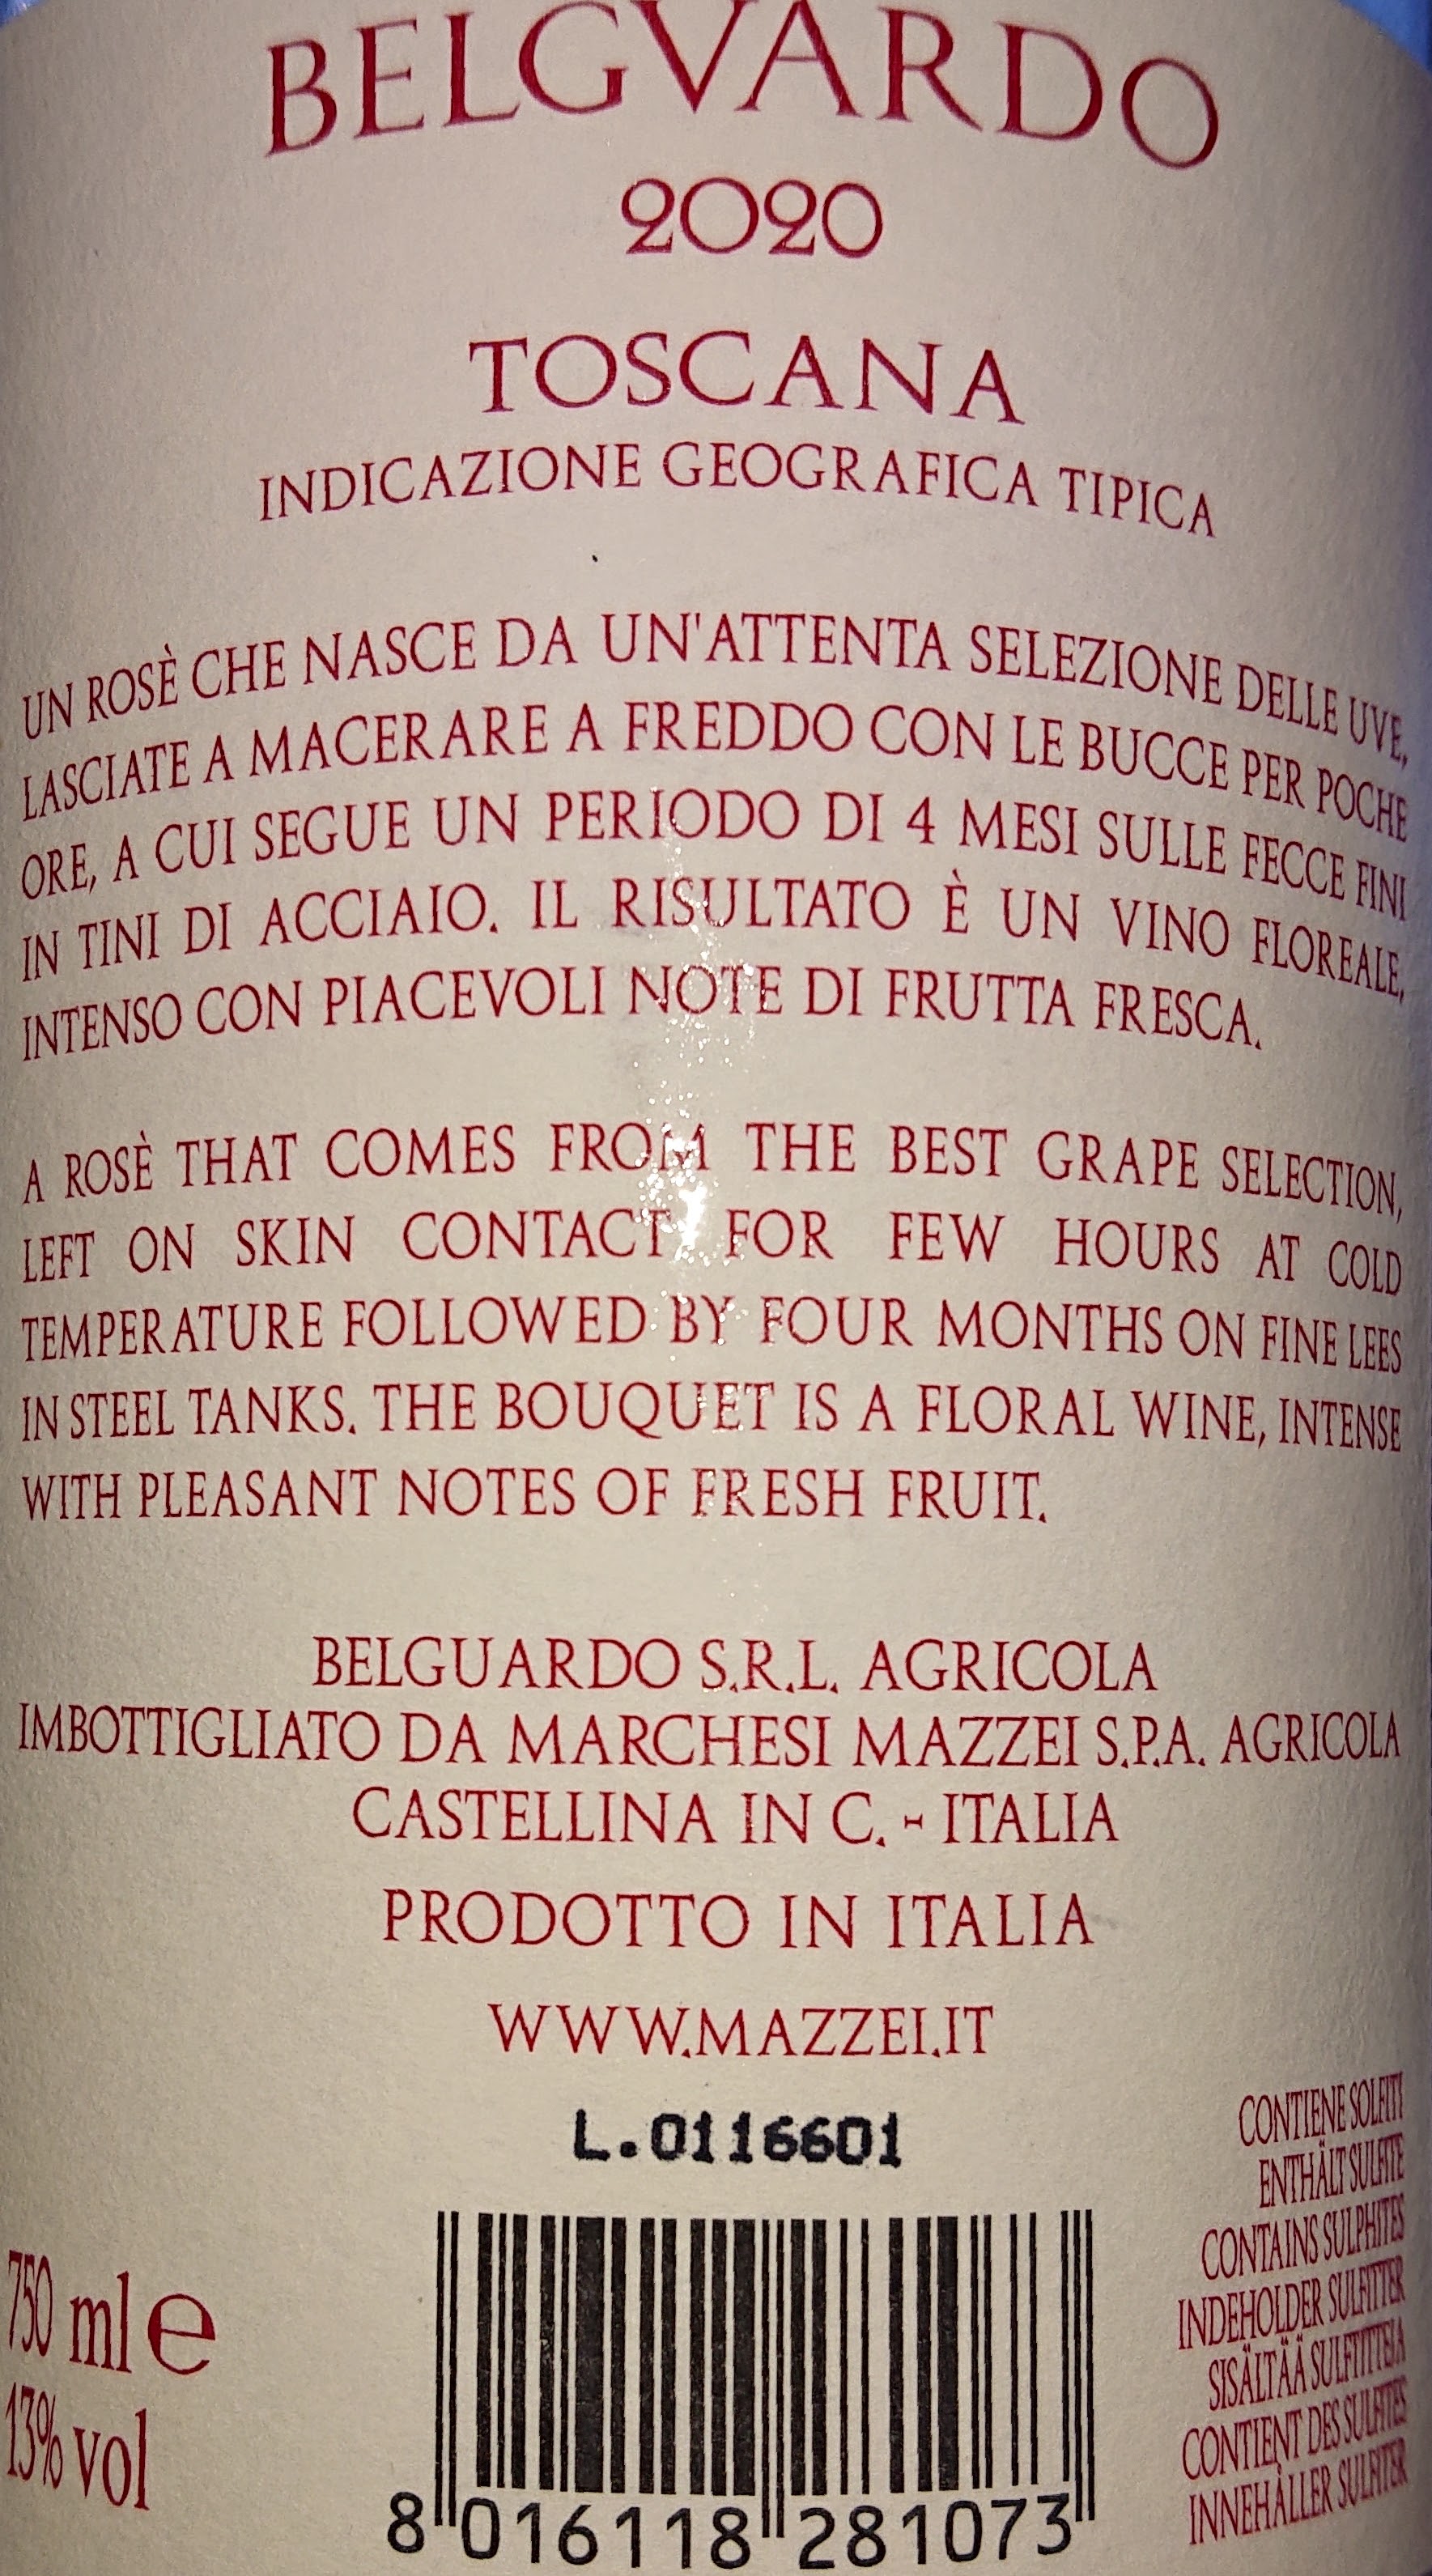 BELGVARDO
2020
TOSCANA
INDICAZIONE GEOGRAFICA TIPICA
UN ROSÈ CHE NASCE DA UN'ATTENTA SELEZIONE DELLE UVE,
LASCIATE A MACERARE A FREDDO CON LE BUCCE PER POCHE
ORE, A CUI SEGUE UN PERIODO DI 4 MESI SULLE FECCE FINI
IN TINI DI ACCIAIO. IL RISULTATO È UN VINO FLOREALE,
INTENSO CON PIACEVOLI NOTE DI FRUTTA FRESCA.
A ROSÈ THAT COMES FROM THE BEST GRAPE SELECTION,
LEFT ON SKIN CONTACT FOR FEW HOURS AT COLD
TEMPERATURE FOLLOWED BY FOUR MONTHS ON FINE LEES
IN STEEL TANKS. THE BOUQUET IS A FLORAL WINE, INTENSE
WITH PLEASANT NOTES OF FRESH FRUIT.
BELGUARDO S.R.L. AGRICOLA
IMBOTTIGLIATO DA MARCHESI MAZZEI S.P.A. AGRICOLA
CASTELLINA IN C. - ITALIA
PRODOTTO IN ITALIA
WWW.MAZZEI.IT
L.0116601
750 ml e
13% vol
8 016118 281073
CONTIENE SOLFITI
ENTHÄLT SULFITE
CONTAINS SULPHITES
INDEHOLDER SULFITTER
SISÄLTÄÄ SULFIITTEJA
CONTIENT DES SULFITES
INNEHÅLLER SULFITER